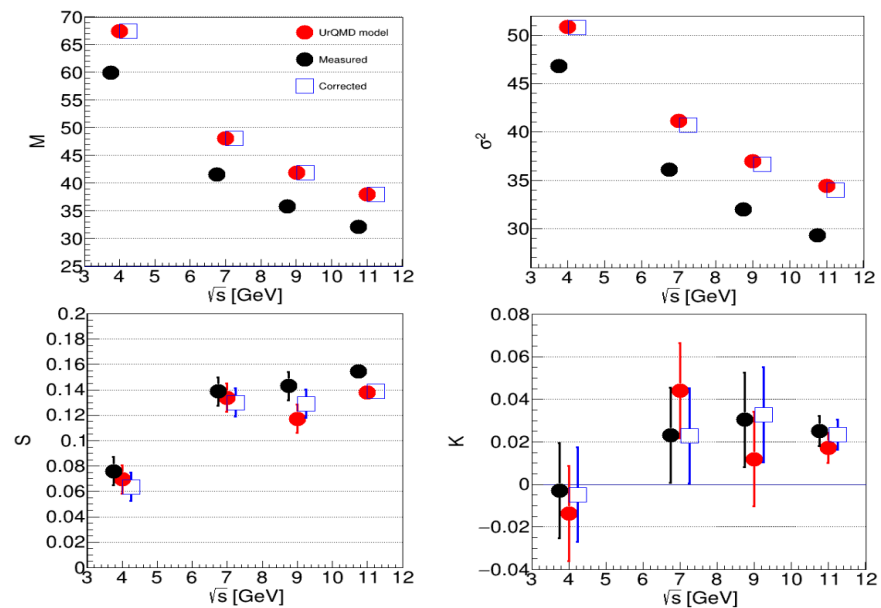 70
65
60
55
50
45
40
35
30
25
M
UrQMD model
Measured
Corrected
3 4 5 6 7 8 9 10 11 12
√s [GeV]
50
45
40
35
30
σ²
3 4 5 6 7 8 9 10 11 12
√s [GeV]
0.2
0.18
0.16
0.14
0.12
0.1
0.08
0.06
0.04
0.02
0
S
3 4 5 6 7 8 9 10 11 12
√s [GeV]
0.08
0.06
0.04
0.02
0
−0.02
−0.04
K
3 4 5 6 7 8 9 10 11 12
√s [GeV]